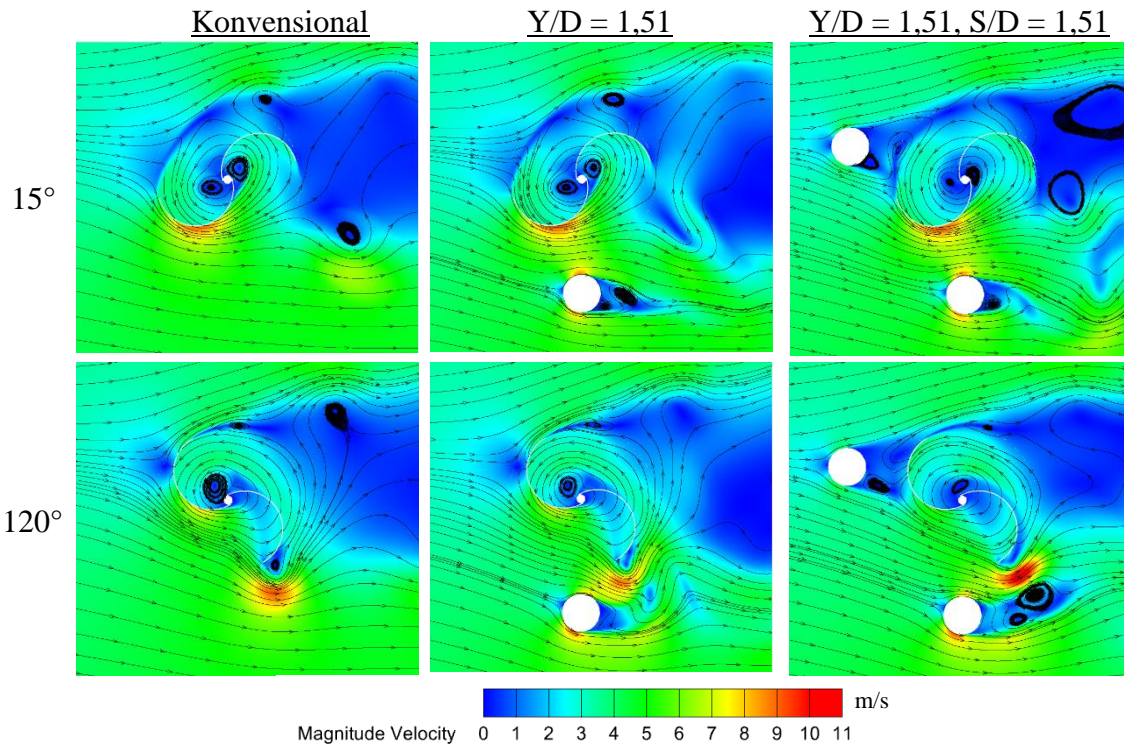 Konvensional
Y/D = 1,51
Y/D = 1,51, S/D = 1,51
15°
120°
m/s
Magnitude Velocity 0 1 2 3 4 5 6 7 8 9 10 11